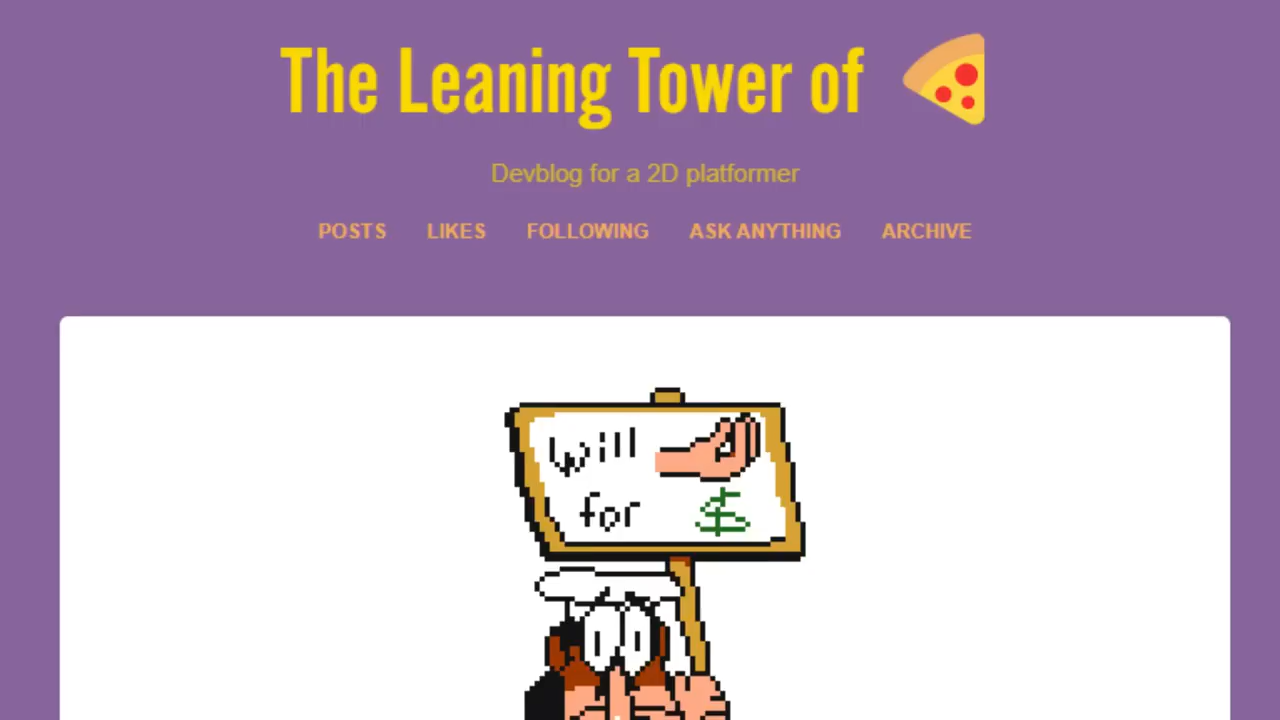 The Leaning Tower of 🍕
Devblog for a 2D platformer
POSTS LIKES FOLLOWING ASK ANYTHING ARCHIVE
will
for $